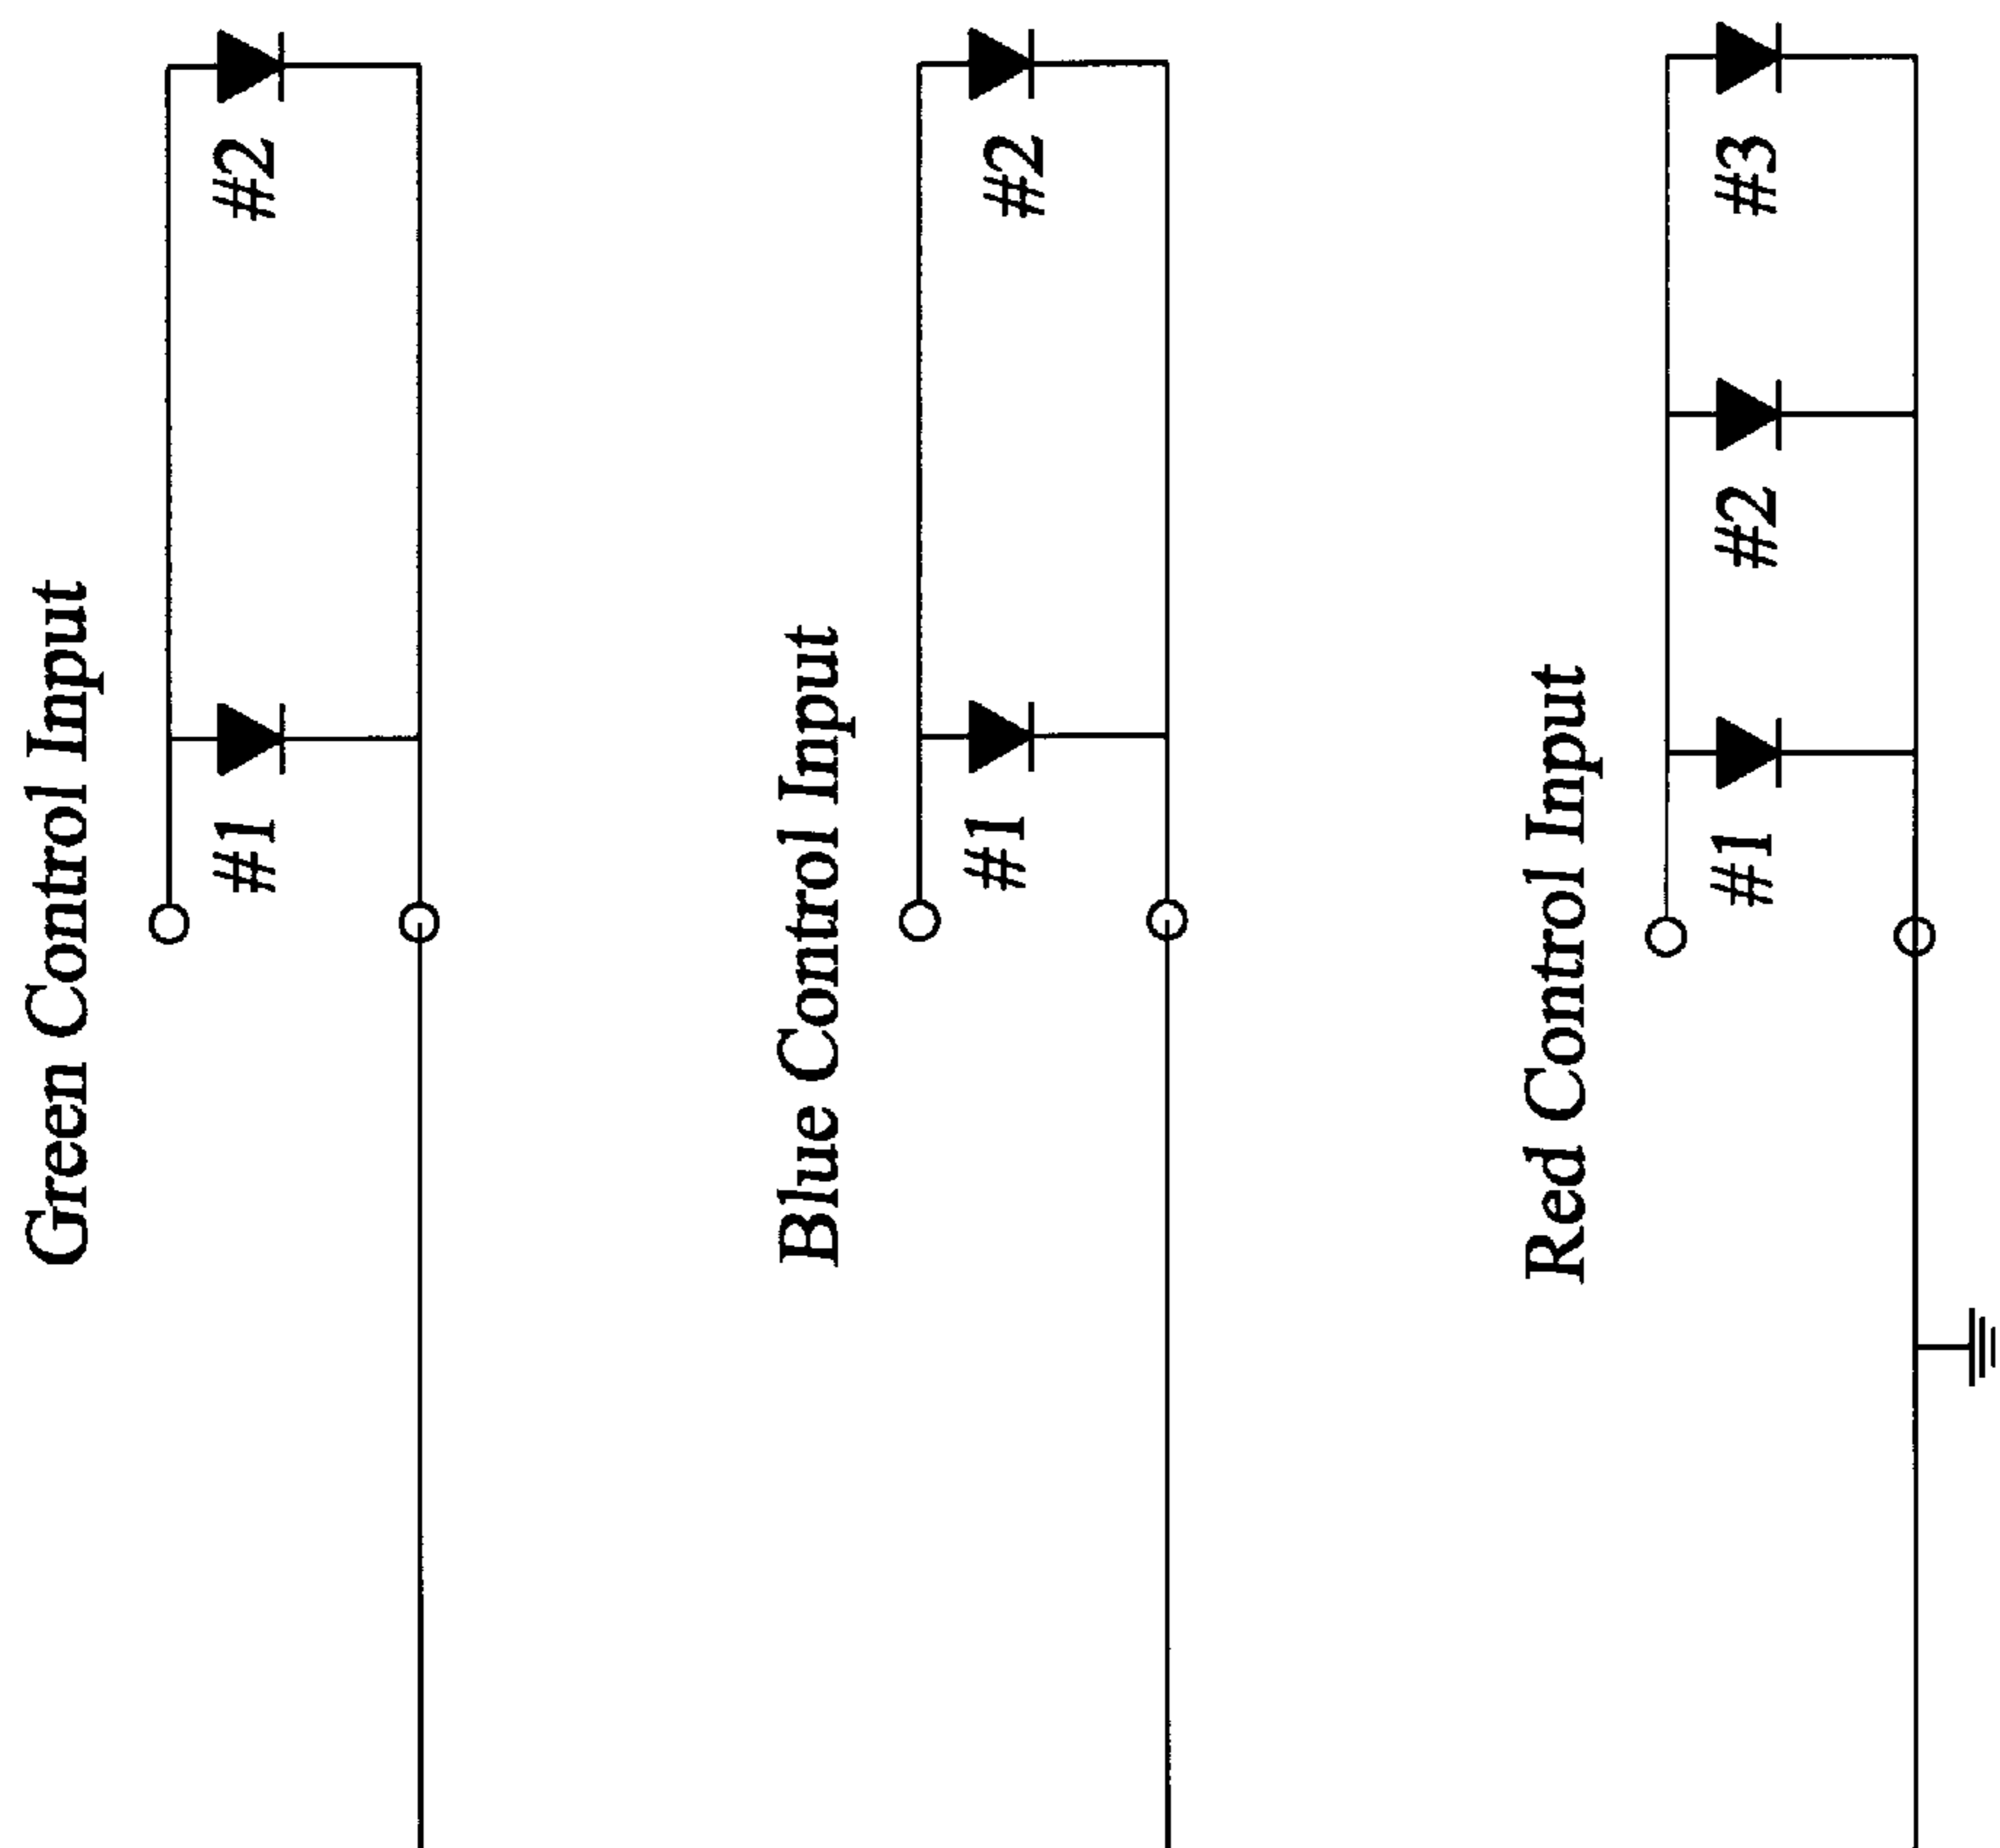 Green Control Input
#1
#2
Blue Control Input
#1
#2
Red Control Input
#1
#2
#3